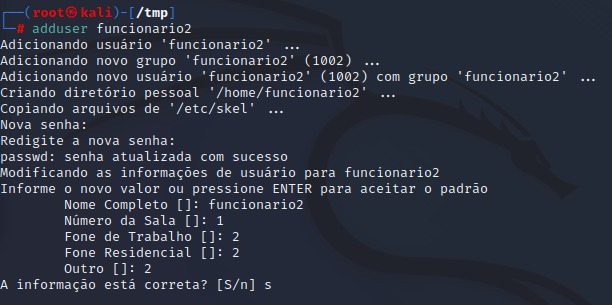 ┌──(root㉿kali)-[/tmp]
└─# adduser funcionario2
Adicionando usuário 'funcionario2' ...
Adicionando novo grupo 'funcionario2' (1002) ...
Adicionando novo usuário 'funcionario2' (1002) com grupo 'funcionario2' ...
Criando diretório pessoal '/home/funcionario2' ...
Copiando arquivos de '/etc/skel' ...
Nova senha:
Redigite a nova senha:
passwd: senha atualizada com sucesso
Modificando as informações de usuário para funcionario2
Informe o novo valor ou pressione ENTER para aceitar o padrão
Nome Completo []: funcionario2
Número da Sala []: 1
Fone de Trabalho []: 2
Fone Residencial []: 2
Outro []: 2
A informação está correta? [S/n] s